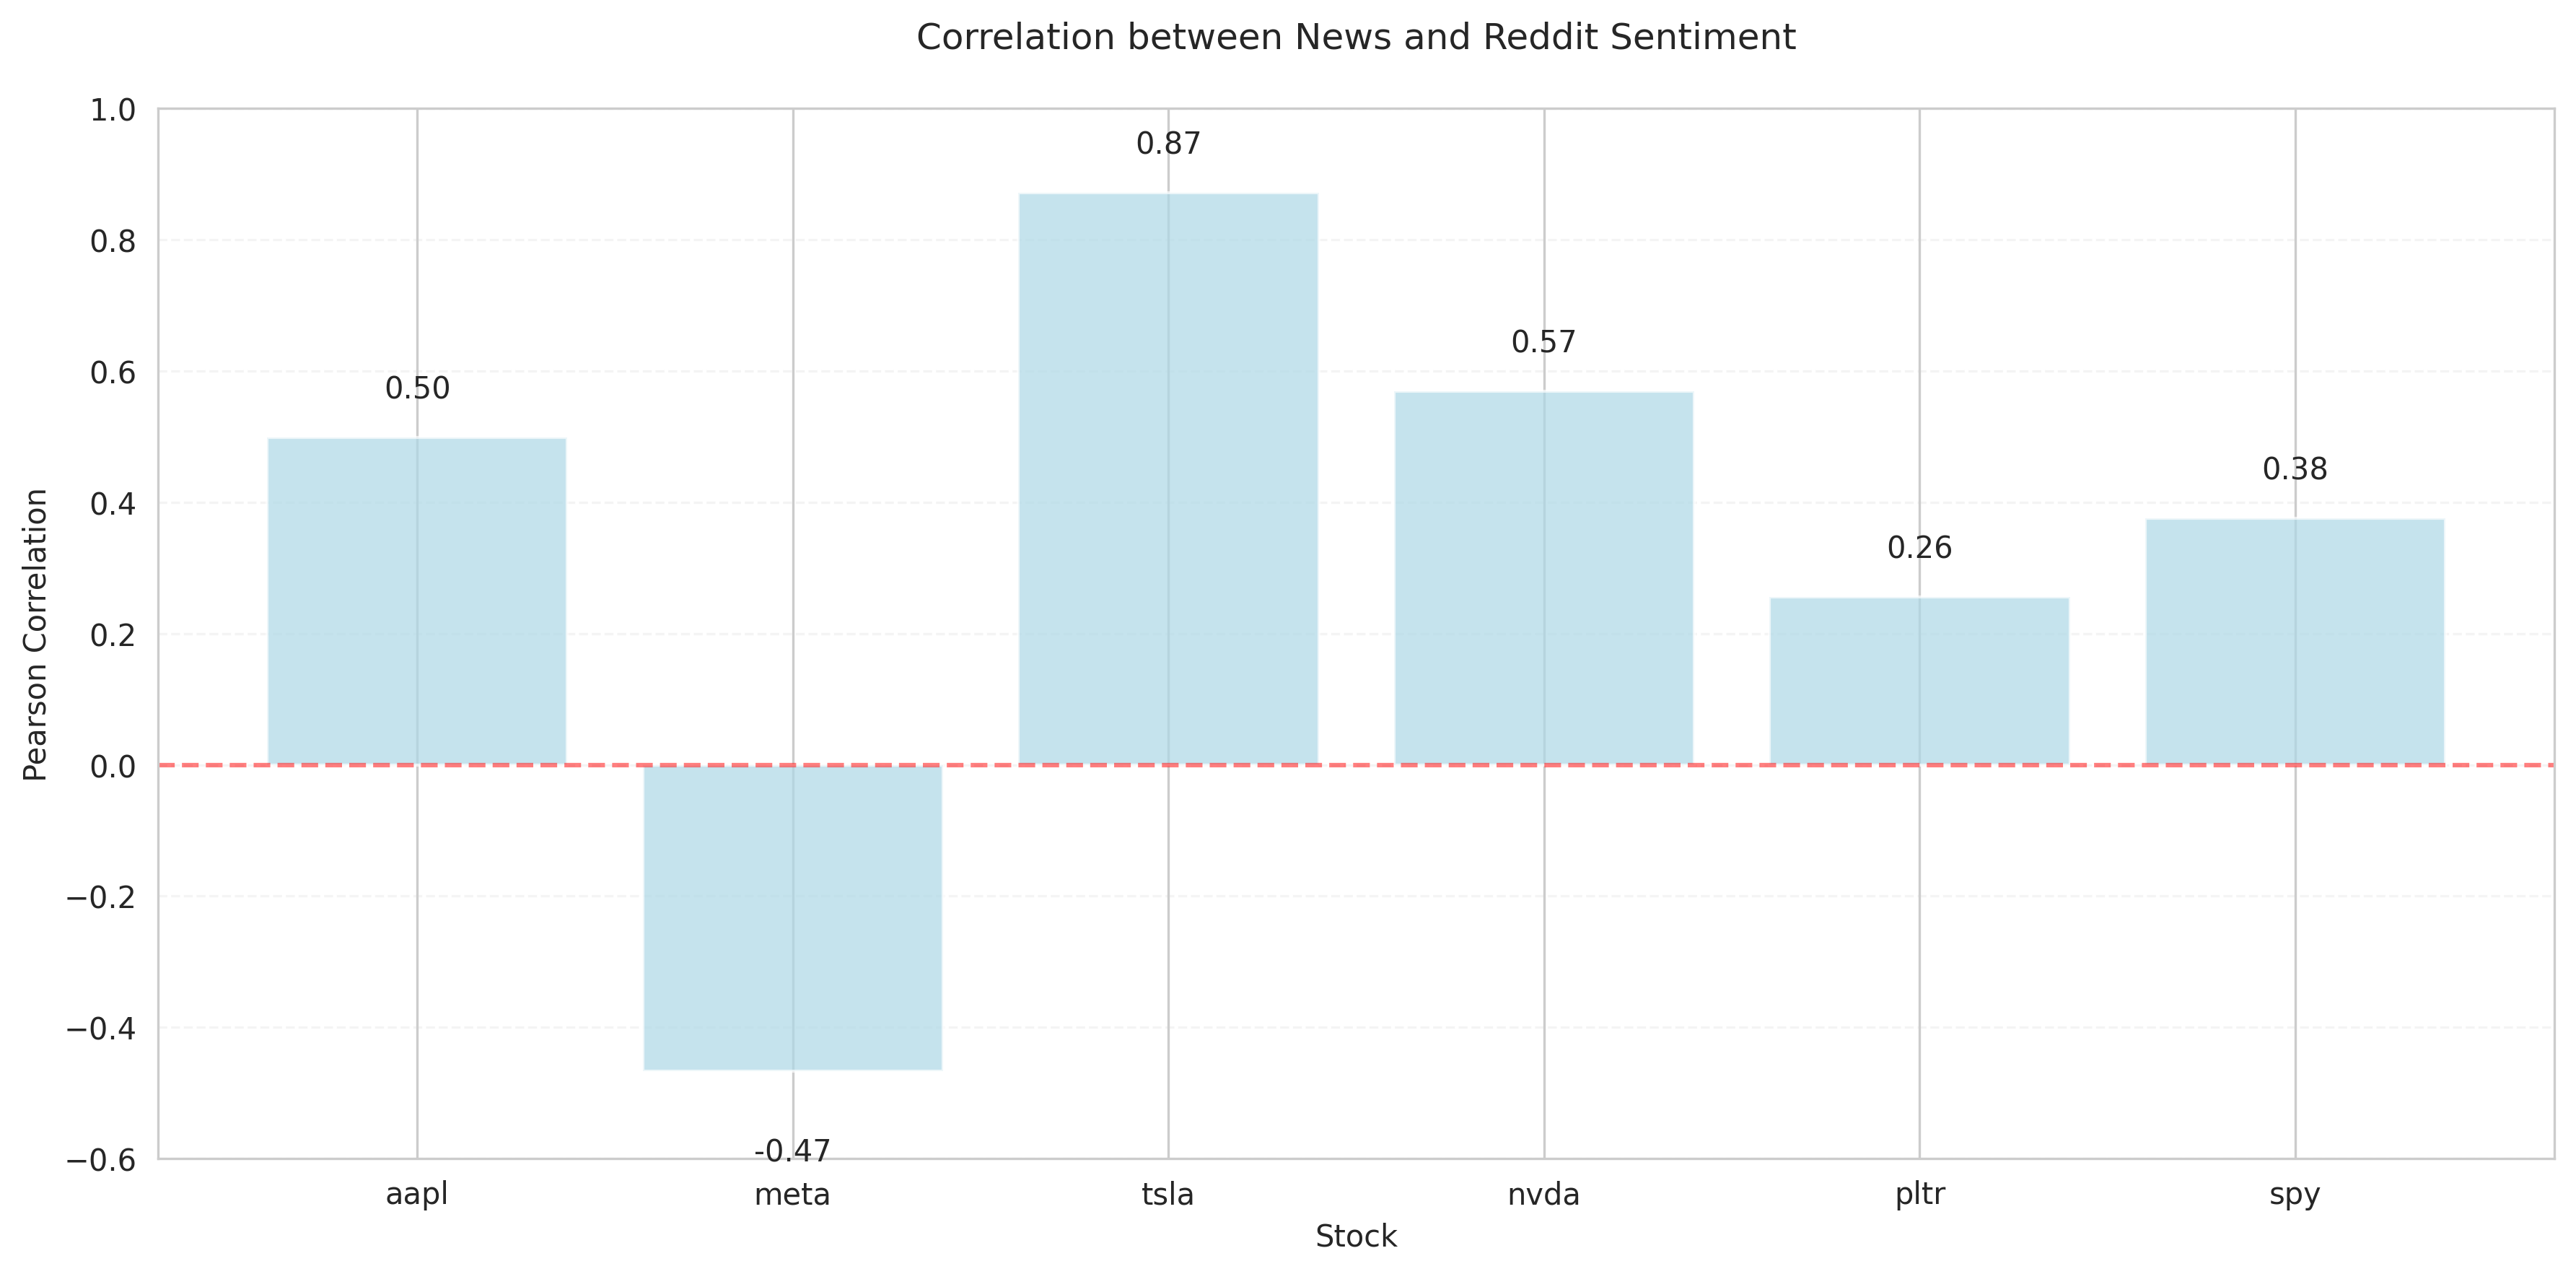 Correlation between News and Reddit Sentiment
1.0
0.8
0.6
0.4
0.2
0.0
−0.2
−0.4
−0.6
Pearson Correlation
0.50
-0.47
0.87
0.57
0.26
0.38
aapl
meta
tsla
nvda
pltr
spy
Stock